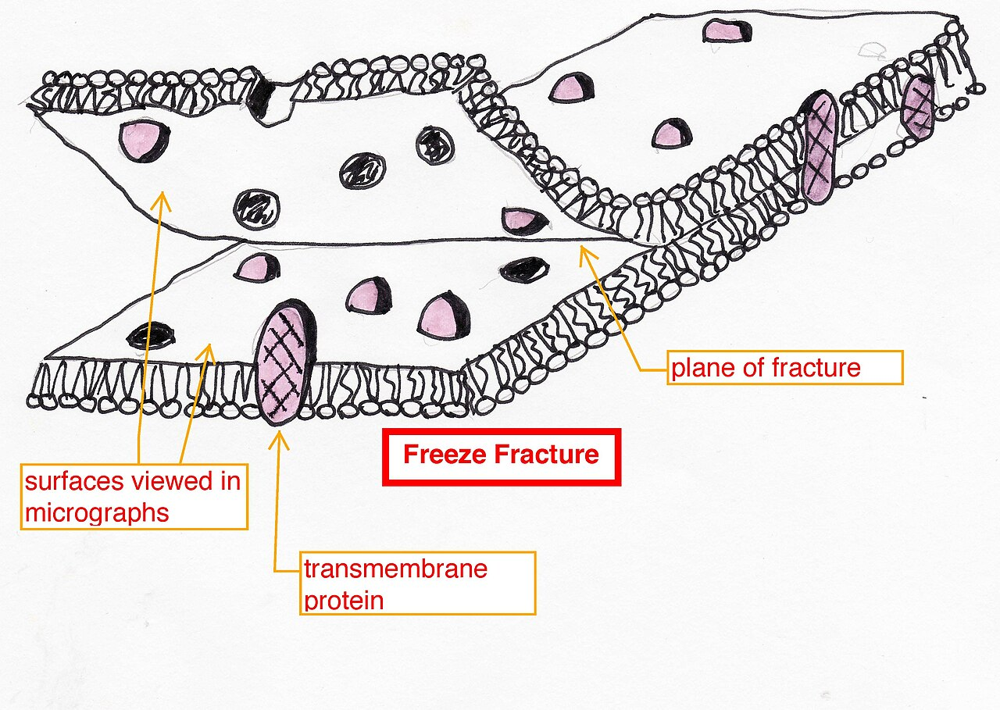 plane of fracture
Freeze Fracture
surfaces viewed in
micrographs
transmembrane
protein